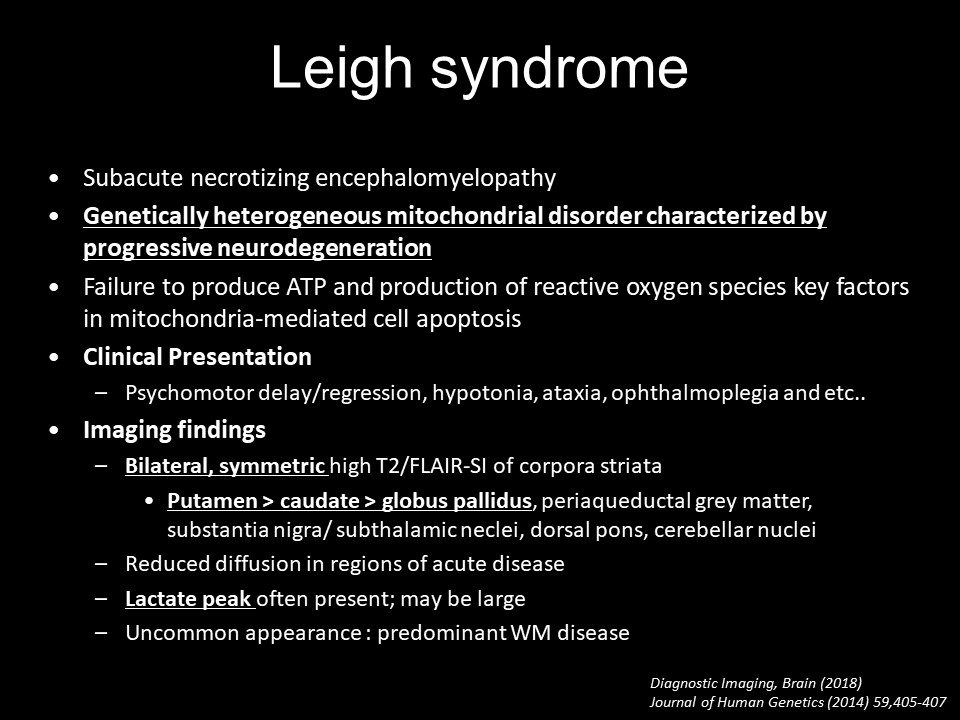 Leigh syndrome
• Subacute necrotizing encephalomyelopathy
• Genetically heterogeneous mitochondrial disorder characterized by
progressive neurodegeneration
• Failure to produce ATP and production of reactive oxygen species key factors
in mitochondria-mediated cell apoptosis
• Clinical Presentation
– Psychomotor delay/regression, hypotonia, ataxia, ophthalmoplegia and etc..
• Imaging findings
– Bilateral, symmetric high T2/FLAIR-SI of corpora striata
• Putamen > caudate > globus pallidus, periaqueductal grey matter,
substantia nigra/ subthalamic neclei, dorsal pons, cerebellar nuclei
– Reduced diffusion in regions of acute disease
– Lactate peak often present; may be large
– Uncommon appearance : predominant WM disease
Diagnostic Imaging, Brain (2018)
Journal of Human Genetics (2014) 59,405-407